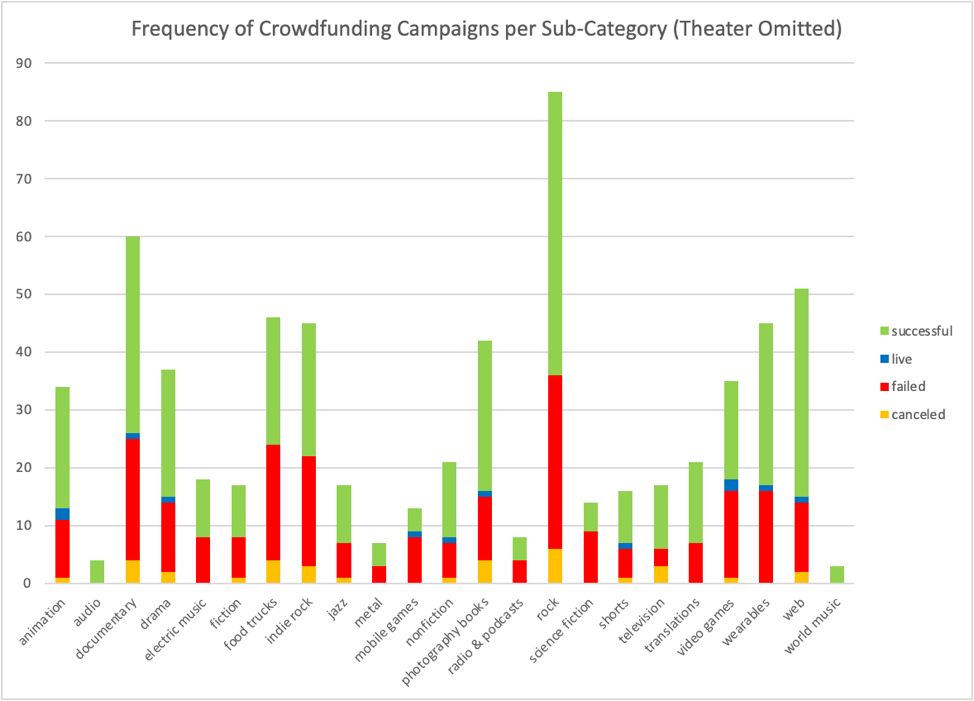 Frequency of Crowdfunding Campaigns per Sub-Category (Theater Omitted)
90
80
70
60
50
40
30
20
10
0
animation
audio
documentary
drama
electric music
fiction
food trucks
indie rock
jazz
metal
mobile games
nonfiction
photography books
radio & podcasts
rock
science fiction
shorts
television
translations
video games
wearables
web
world music
successful
live
failed
canceled